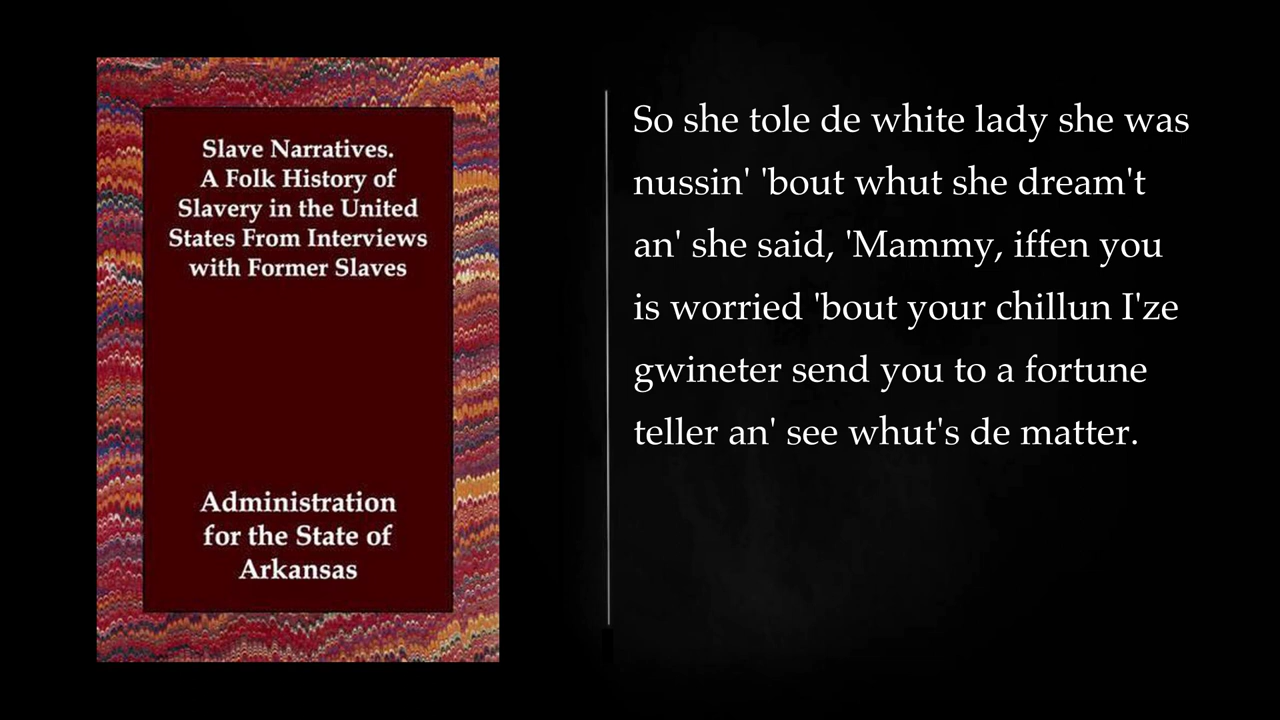 Slave Narratives.
A Folk History of
Slavery in the United
States From Interviews
with Former Slaves
Administration
for the State of
Arkansas
So she tole de white lady she was
nussin' 'bout whut she dream't
an' she said, 'Mammy, iffen you
is worried 'bout your chillun I'ze
gwineter send you to a fortune
teller an' see whut's de matter.